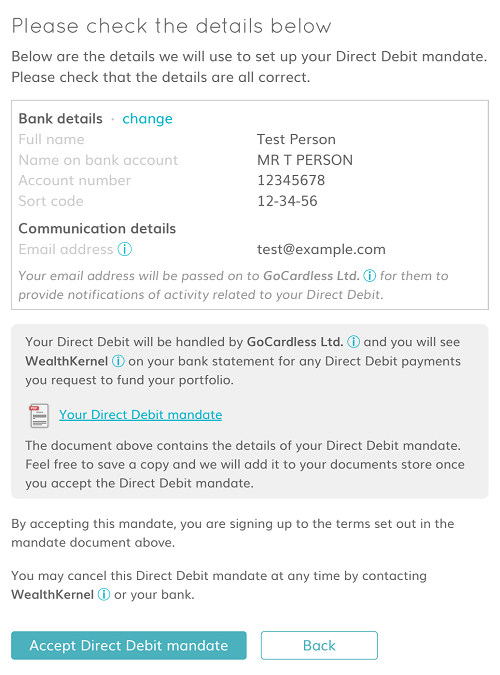 Please check the details below
Below are the details we will use to set up your Direct Debit mandate.
Please check that the details are all correct.
Bank details · change
Full name Test Person
Name on bank account MR T PERSON
Account number 12345678
Sort code 12-34-56
Communication details
Email address ⓘ test@example.com
Your email address will be passed on to GoCardless Ltd. ⓘ for them to
provide notifications of activity related to your Direct Debit.
Your Direct Debit will be handled by GoCardless Ltd. ⓘ and you will see
WealthKernel ⓘ on your bank statement for any Direct Debit payments
you request to fund your portfolio.
Your Direct Debit mandate
The document above contains the details of your Direct Debit mandate.
Feel free to save a copy and we will add it to your documents store once
you accept the Direct Debit mandate.
By accepting this mandate, you are signing up to the terms set out in the
mandate document above.
You may cancel this Direct Debit mandate at any time by contacting
WealthKernel ⓘ or your bank.
Accept Direct Debit mandate Back